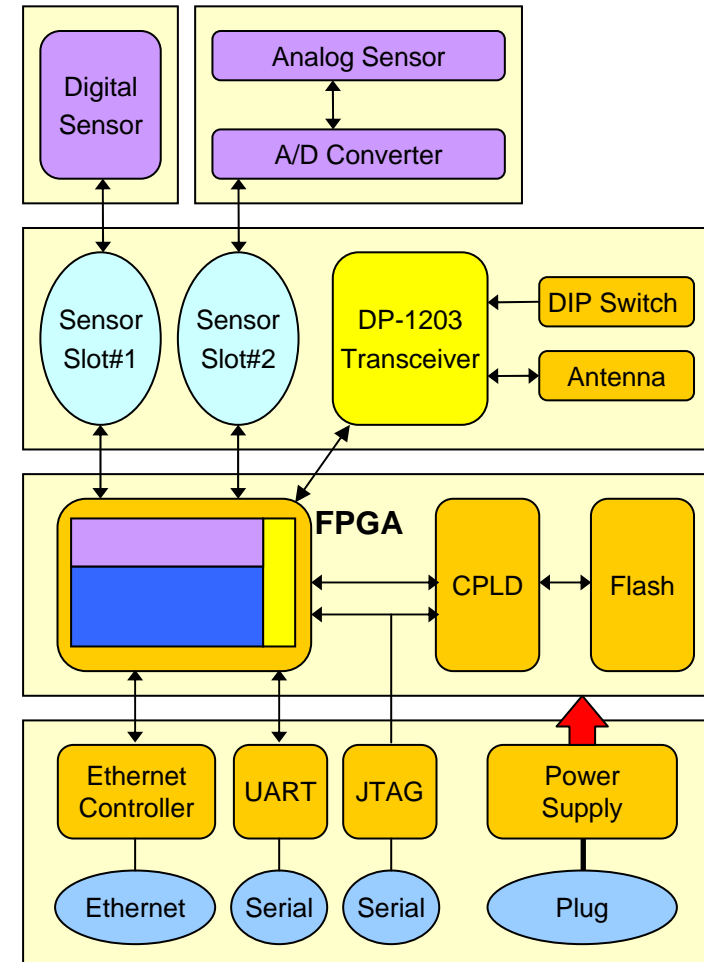 Digital
Sensor
Analog Sensor
A/D Converter
Sensor
Slot#1
Sensor
Slot#2
DP-1203
Transceiver
DIP Switch
Antenna
FPGA
CPLD
Flash
Ethernet
Controller
UART
JTAG
Power
Supply
Ethernet
Serial
Serial
Plug